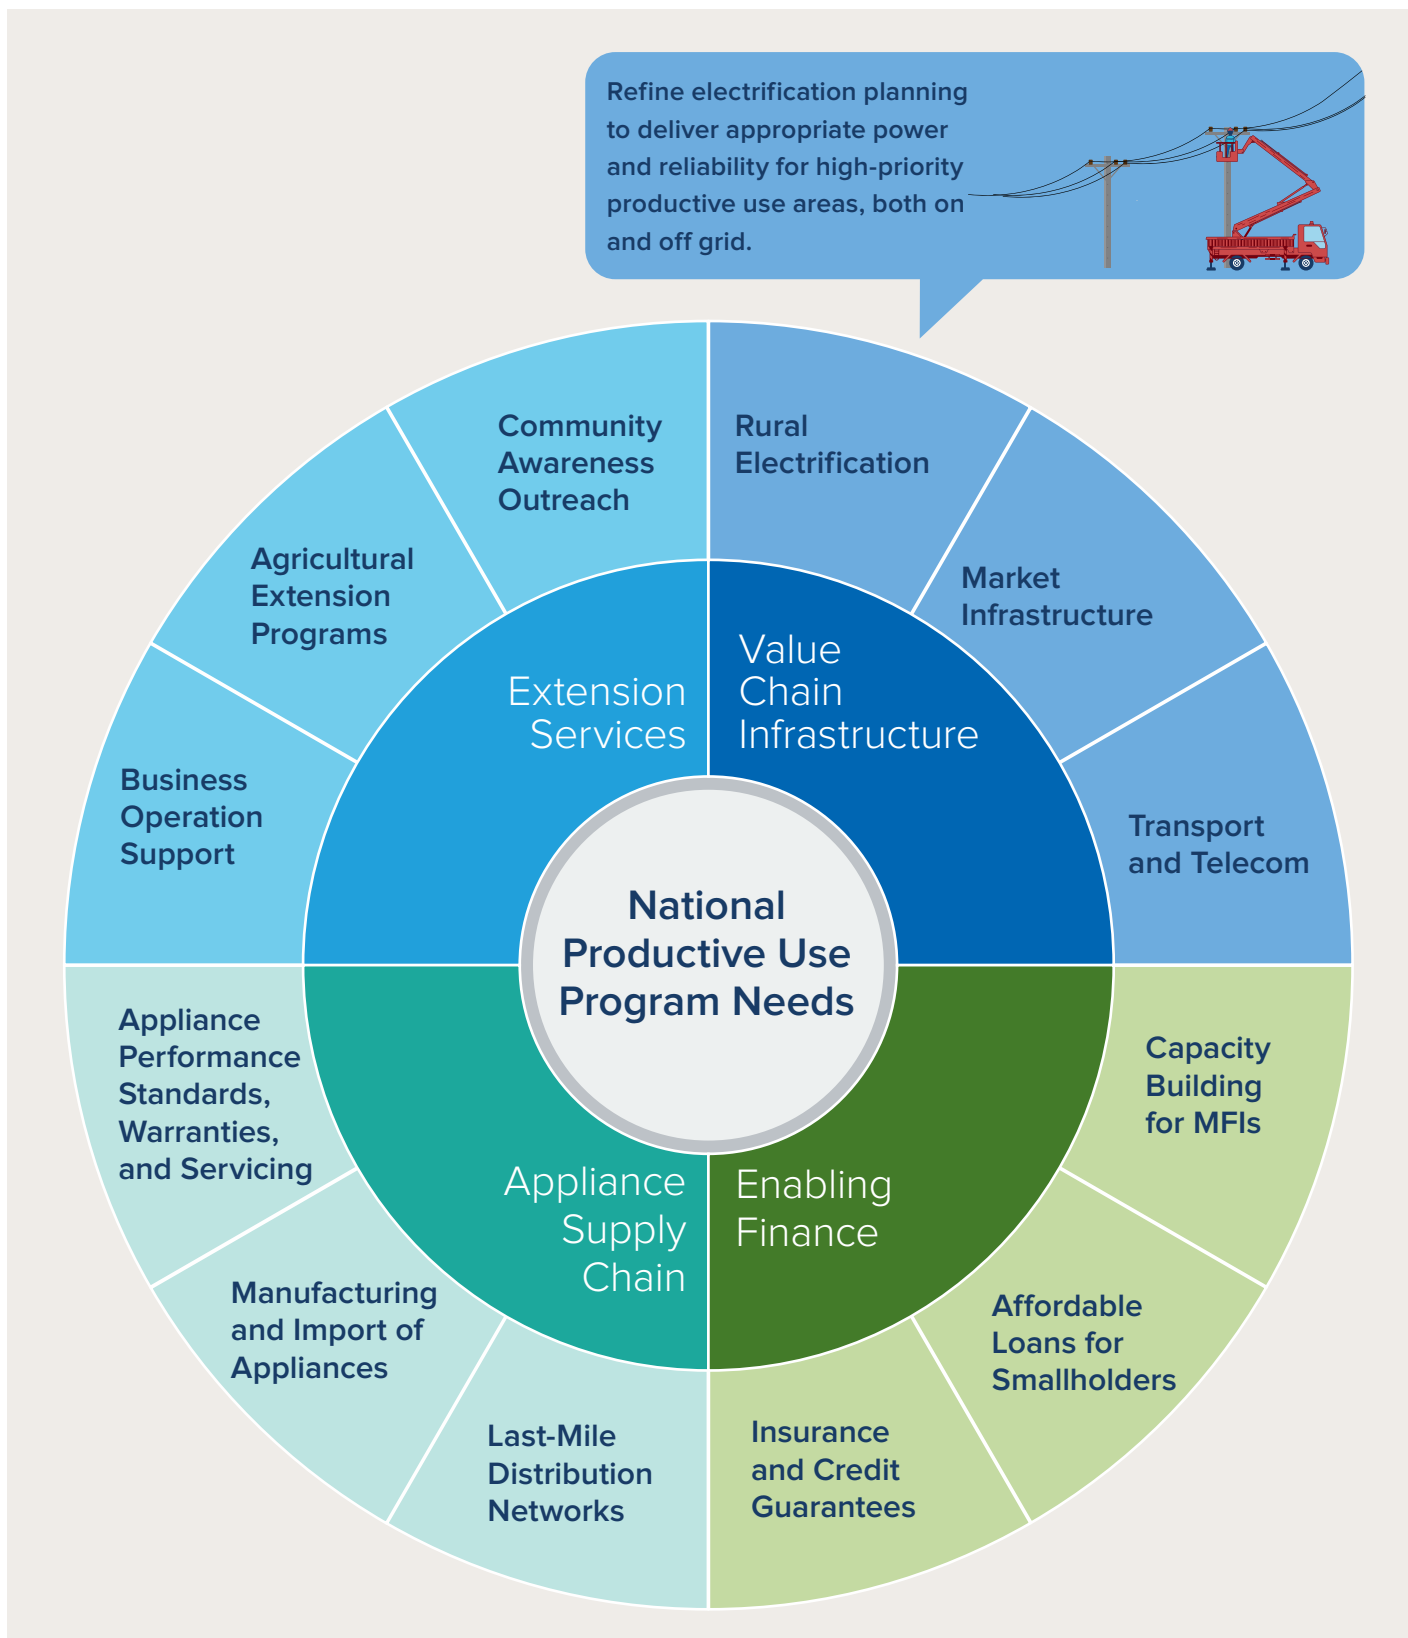 Refine electrification planning
to deliver appropriate power
and reliability for high-priority
productive use areas, both on
and off grid.
Community
Awareness
Outreach
Rural
Electrification
Agricultural
Extension
Programs
Market
Infrastructure
Extension
Services
Value
Chain
Infrastructure
Business
Operation
Support
Transport
and Telecom
National
Productive Use
Program Needs
Appliance
Performance
Standards,
Warranties,
and Servicing
Capacity
Building
for MFIs
Appliance
Supply
Chain
Enabling
Finance
Manufacturing
and Import of
Appliances
Affordable
Loans for
Smallholders
Last-Mile
Distribution
Networks
Insurance
and Credit
Guarantees